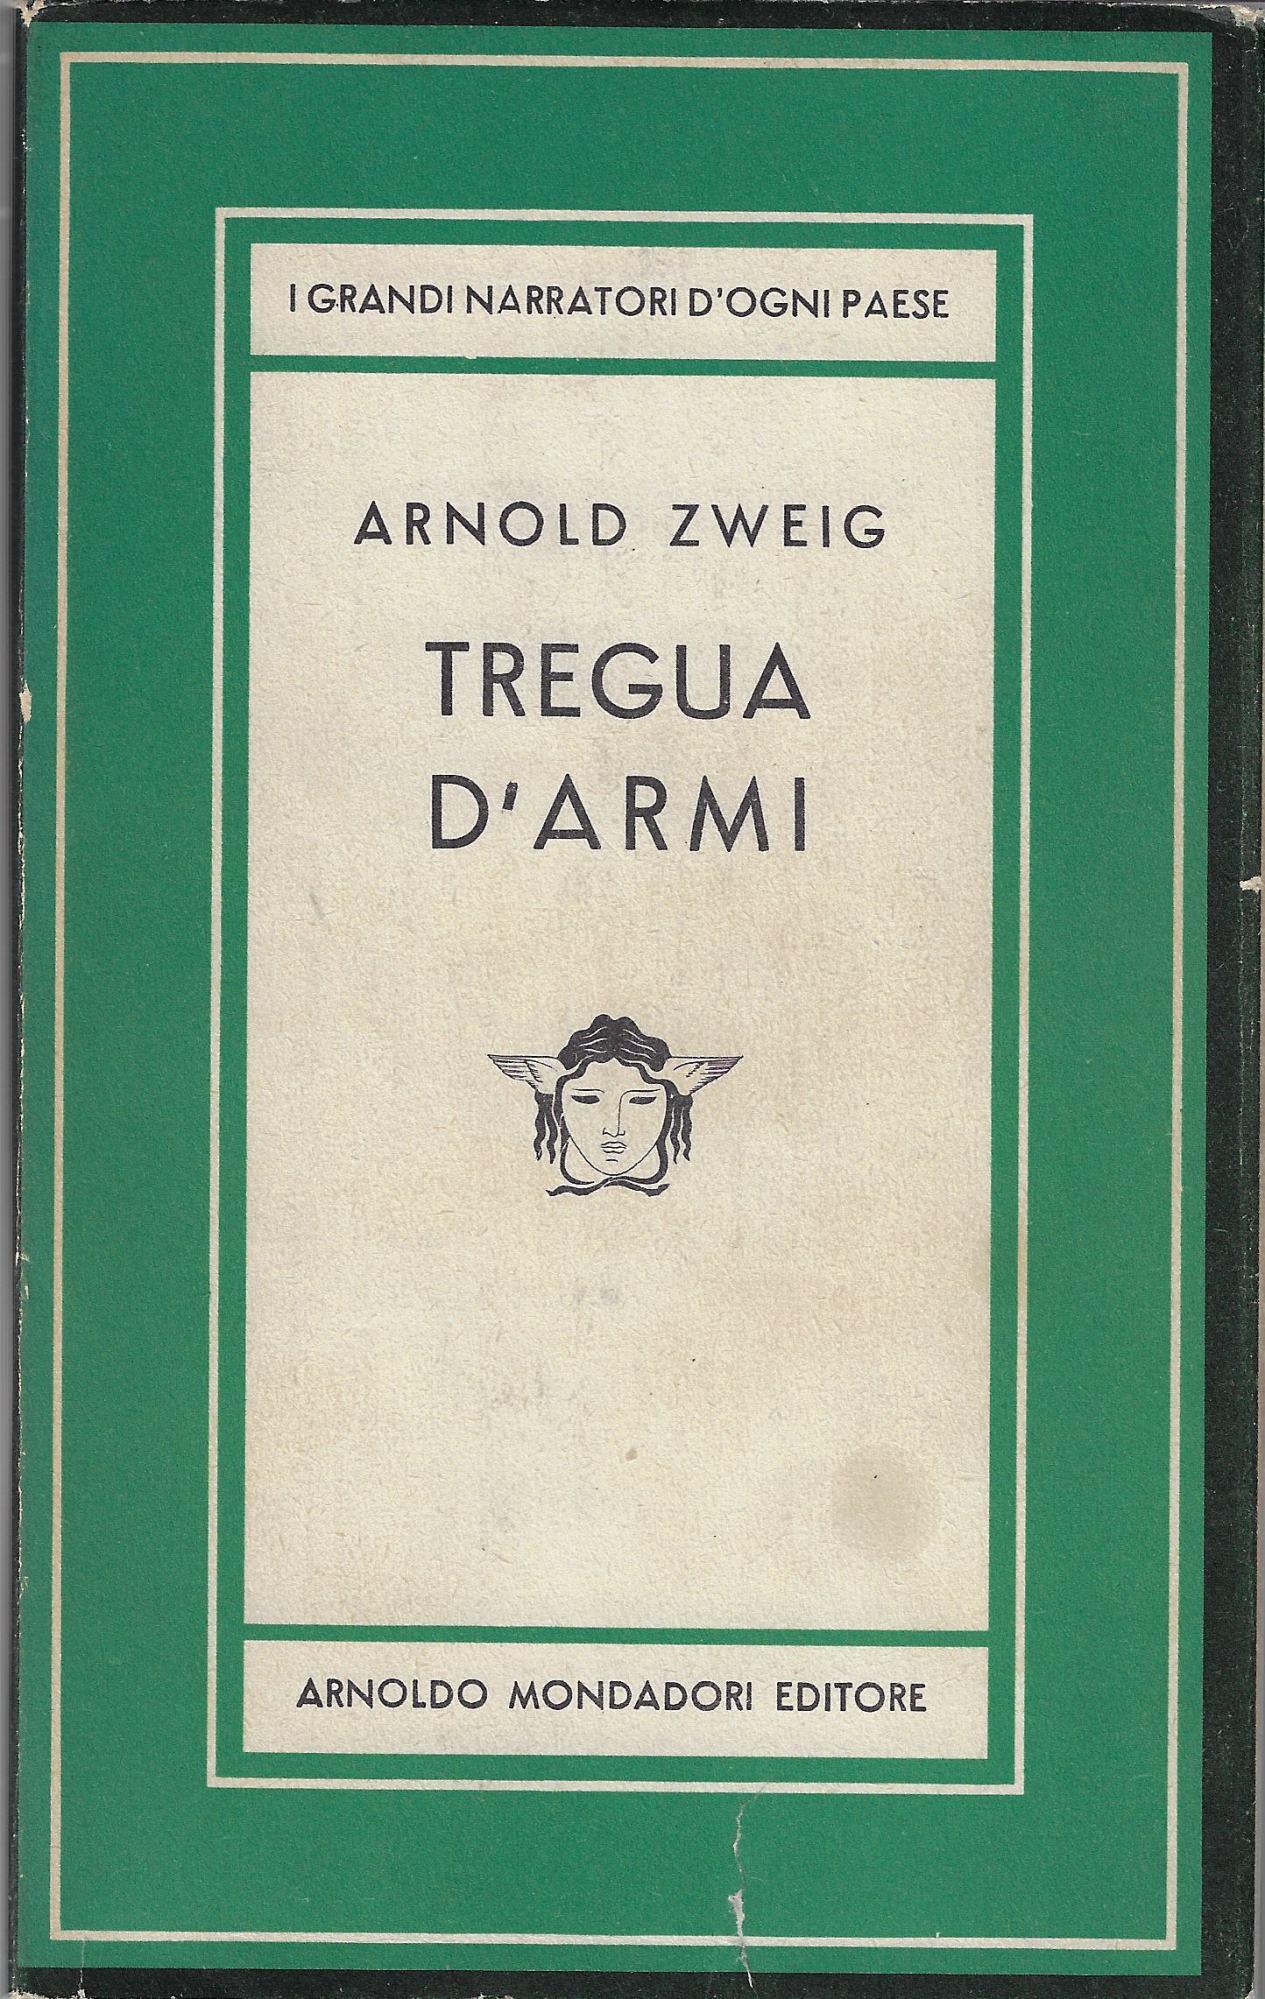 I GRANDI NARRATORI D'OGNI PAESE
ARNOLD ZWEIG
TREGUA
D'ARMI
ARNOLDO MONDADORI EDITORE